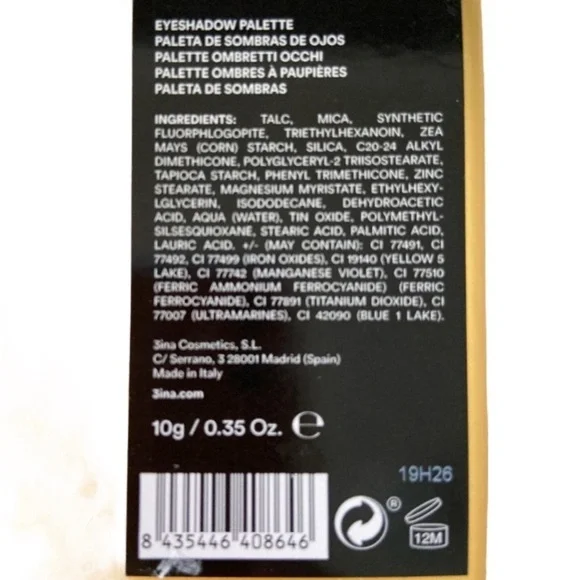 EYESHADOW PALETTE
PALETA DE SOMBRAS DE OJOS
PALETTE OMBRETTI OCCHI
PALETTE OMBRES À PAUPIÈRES
PALETA DE SOMBRAS
INGREDIENTS: TALC, MICA, SYNTHETIC
FLUORPHLOGOPITE, TRIETHYLHEXANOIN, ZEA
MAYS (CORN) STARCH, SILICA, C20-24 ALKYL
DIMETHICONE, POLYGLYCERYL-2 TRIISOSTEARATE,
TAPIOCA STARCH, PHENYL TRIMETHICONE, ZINC
STEARATE, MAGNESIUM MYRISTATE, ETHYLHEXY-
LGLYCERIN, ISODODECANE, DEHYDROACETIC
ACID, AQUA (WATER), TIN OXIDE, POLYMETHYL-
SILSESQUIOXANE, STEARIC ACID, PALMITIC ACID,
LAURIC ACID. +/- (MAY CONTAIN): CI 77491, CI
77492, CI 77499 (IRON OXIDES), CI 19140 (YELLOW 5
LAKE), CI 77742 (MANGANESE VIOLET), CI 77510
(FERRIC AMMONIUM FERROCYANIDE) (FERRIC
FERROCYANIDE), CI 77891 (TITANIUM DIOXIDE), CI
77007 (ULTRAMARINES), CI 42090 (BLUE 1 LAKE).
3ina Cosmetics, S.L.
C/ Serrano, 3 28001 Madrid (Spain)
Made in Italy
3ina.com
10g / 0.35 Oz. ℮
19H26
8 435446 408646
®
12M